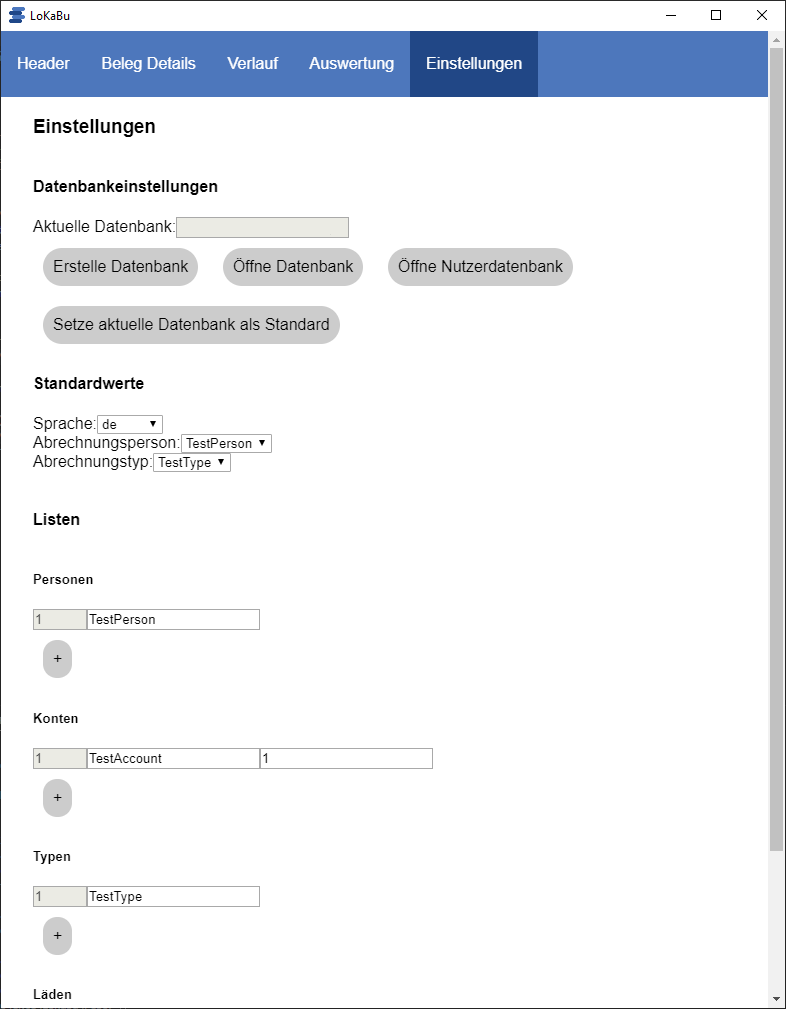 LoKaBu
Header Beleg Details Verlauf Auswertung Einstellungen
Einstellungen
Datenbankeinstellungen
Aktuelle Datenbank:
Erstelle Datenbank Öffne Datenbank Öffne Nutzerdatenbank
Setze aktuelle Datenbank als Standard
Standardwerte
Sprache: de
Abrechnungsperson: TestPerson
Abrechnungstyp: TestType
Listen
Personen
1 TestPerson
+
Konten
1 TestAccount 1
+
Typen
1 TestType
+
Läden